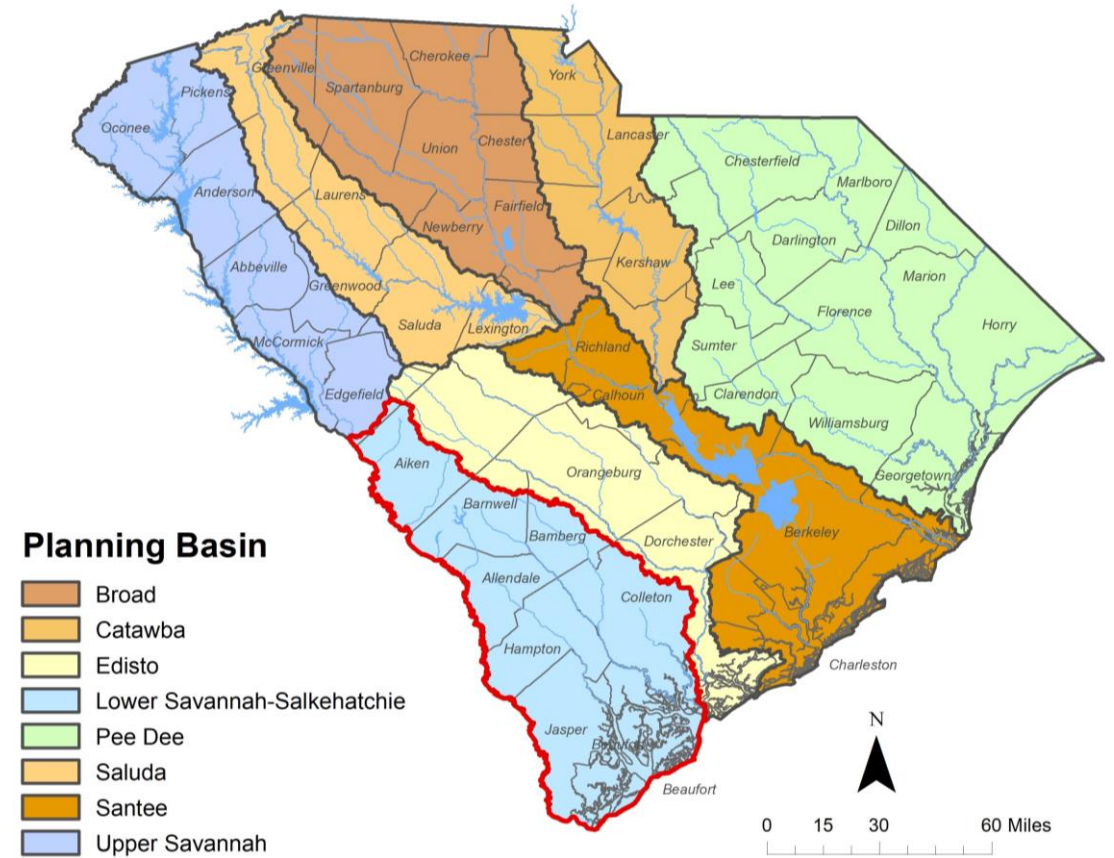 Cherokee
York
Greenville
Spartanburg
Pickens
Oconee
Lancaster
Union
Chester
Chesterfield
Marlboro
Anderson
Laurens
Fairfield
Newberry
Dillon
Darlington
Abbeville
Kershaw
Marion
Greenwood
Lee
Florence
Horry
Saluda
Lexington
McCormick
Richland
Sumter
Edgefield
Calhoun
Clarendon
Williamsburg
Aiken
Orangeburg
Georgetown
Barnwell
Berkeley
Bamberg
Dorchester
Allendale
Colleton
Hampton
Charleston
Jasper
Beaufort
Beaufort
Planning Basin
Broad
Catawba
Edisto
Lower Savannah-Salkehatchie
Pee Dee
Saluda
Santee
Upper Savannah
N
0 15 30 60 Miles